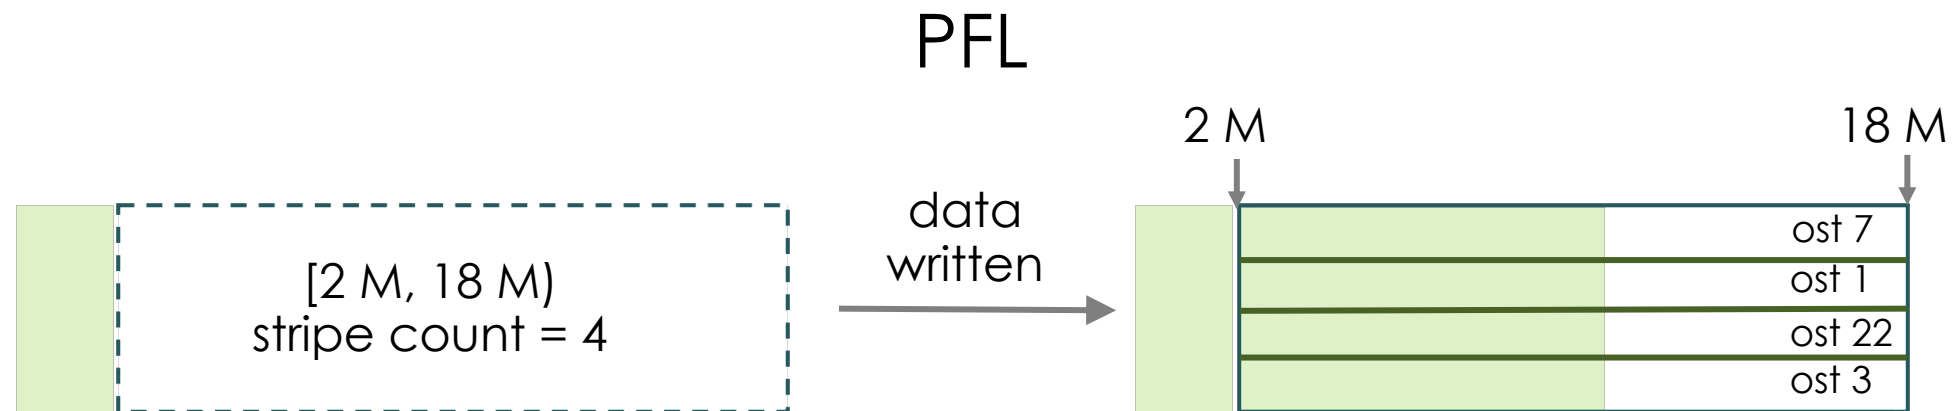 PFL
2 M
18 M
[2 M, 18 M)
stripe count = 4
data
written
ost 7
ost 1
ost 22
ost 3